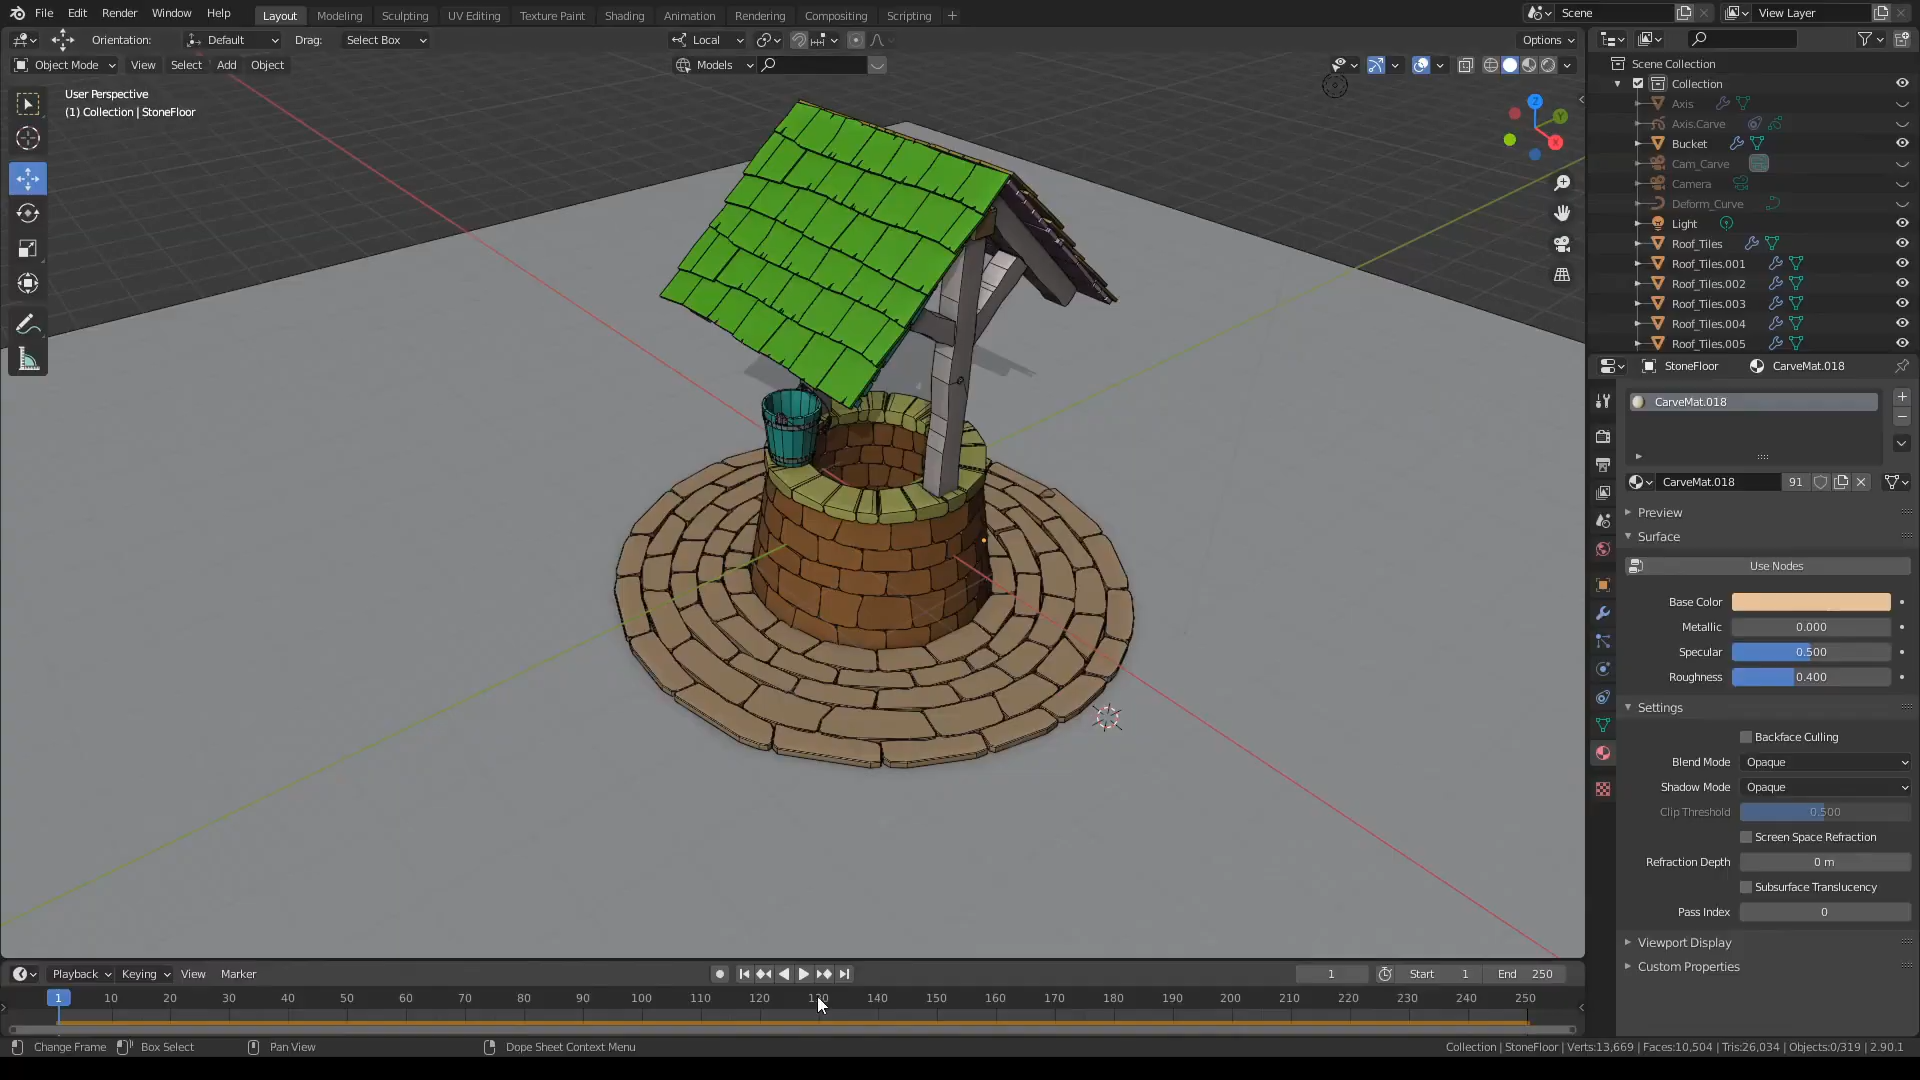 File Edit Render Window Help Layout Modeling Sculpting UV Editing Texture Paint Shading Animation Rendering Compositing Scripting + Scene View Layer
Orientation: Default Drag: Select Box Local Options
Object Mode View Select Add Object Models
User Perspective
(1) Collection | StoneFloor
Z
Y
X
Scene Collection
Collection
Axis
Axis.Carve
Bucket
Cam_Carve
Camera
Deform_Curve
Light
Roof_Tiles
Roof_Tiles.001
Roof_Tiles.002
Roof_Tiles.003
Roof_Tiles.004
Roof_Tiles.005
StoneFloor CarveMat.018
CarveMat.018
CarveMat.018 91
Preview
Surface
Use Nodes
Base Color
Metallic 0.000
Specular 0.500
Roughness 0.400
Settings
Backface Culling
Blend Mode Opaque
Shadow Mode Opaque
Clip Threshold 0.500
Screen Space Refraction
Refraction Depth 0 m
Subsurface Translucency
Pass Index 0
Viewport Display
Custom Properties
Playback Keying View Marker 1 Start 1 End 250
1 10 20 30 40 50 60 70 80 90 100 110 120 130 140 150 160 170 180 190 200 210 220 230 240 250
Change Frame Box Select Pan View Dope Sheet Context Menu Collection | StoneFloor | Verts:13,669 | Faces:10,504 | Tris:26,034 | Objects:0/319 | 2.90.1